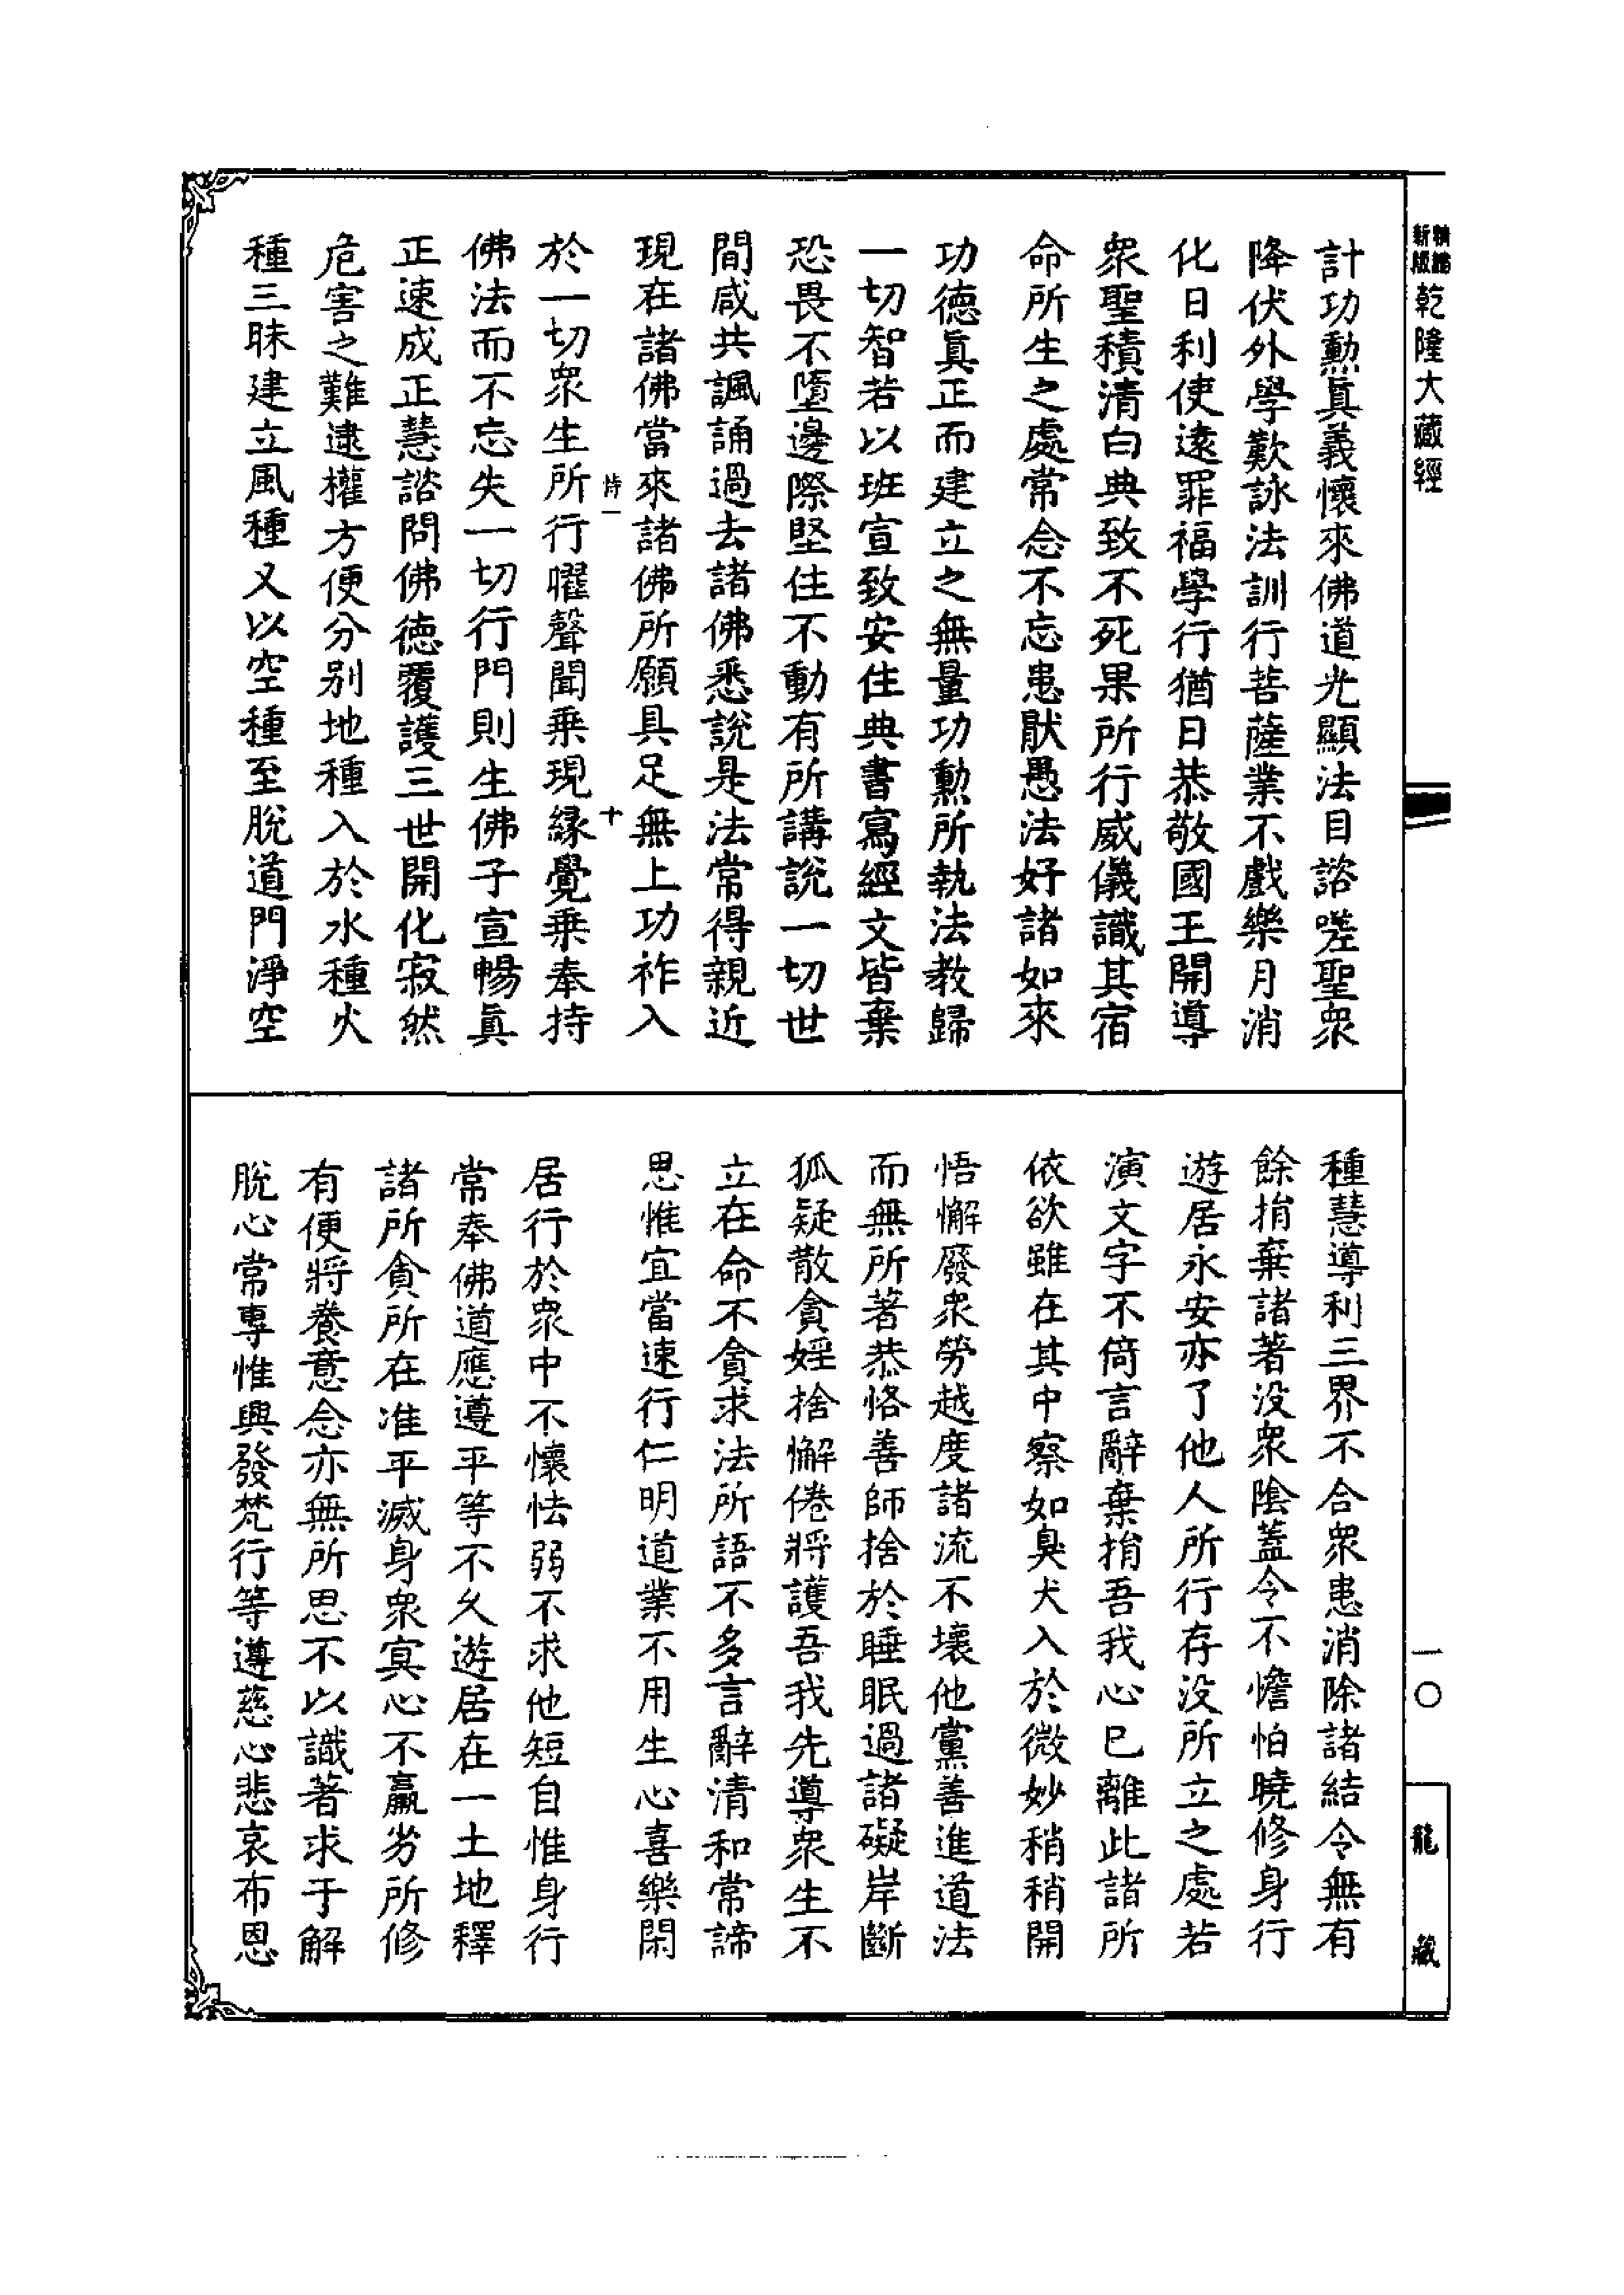 新版
精縮
乾隆大藏經
計功勲真義懷來佛道光顯法目諮嗟聖衆
降伏外學歎詠法訓行菩薩業不戲樂月消
化日利使逺罪福學行猶日恭敬國王開導
衆聖積清白典致不死果所行威儀識其宿
命所生之處常念不忘患猒愚法好諸如來
功德真正而建立之無量功勲所執法教歸
一切智若以班宣致安住典書寫經文皆棄
恐畏不墮邊際堅住不動有所講說一切世
間咸共諷誦過去諸佛悉說是法常得親近
現在諸佛當來諸佛所願具足無上功祚入
恃一
十
於一切衆生所行曜聲聞乗現縁覺乗奉持
佛法而不忘失一切行門則生佛子宣暢真
正速成正慧諮問佛徳覆護三世開化寂然
危害之難逮權方便分别地種入於水種火
種三昧建立風種又以空種至脫道門淨空
種慧導利三界不合衆患消除諸結令無有
餘捐棄諸著没衆陰蓋令不憺怕曉修身行
遊居永安亦了他人所行存没所立之處若
演文字不倚言辭棄捐吾我心已離此諸所
依欲雖在其中察如臭犬入於微妙稍稍開
悟懈廢衆勞越度諸流不壞他黨善進道法
而無所著恭恪善師捨於睡眠過諸礙岸斷
狐疑散貪婬捨懈倦將護吾我先導衆生不
立在命不貪求法所語不多言辭清和常諦
思惟宜當速行仁明道業不用生心喜樂閑
居行於衆中不懷怯弱不求他短自惟身行
常奉佛道應遵平等不久遊居在一土地釋
諸所貪所在准平滅身衆冥心不羸劣所修
有便將養意念亦無所思不以識著求于解
脫心常專惟興發梵行等遵慈心悲哀布恩
一〇
龍
藏